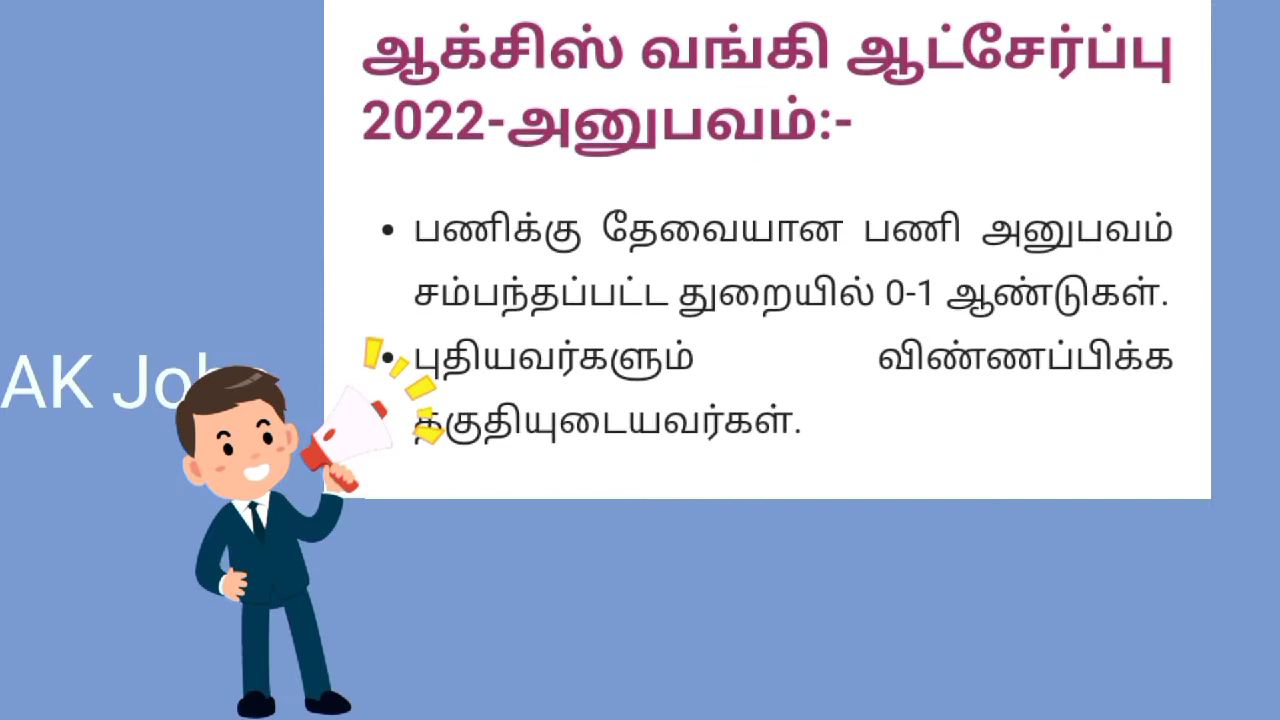 ஆக்சிஸ் வங்கி ஆட்சேர்ப்பு
2022-அனுபவம்:-
• பணிக்கு தேவையான பணி அனுபவம்
சம்பந்தப்பட்ட துறையில் 0-1 ஆண்டுகள்.
• புதியவர்களும் விண்ணப்பிக்க
தகுதியுடையவர்கள்.
AK Jobs